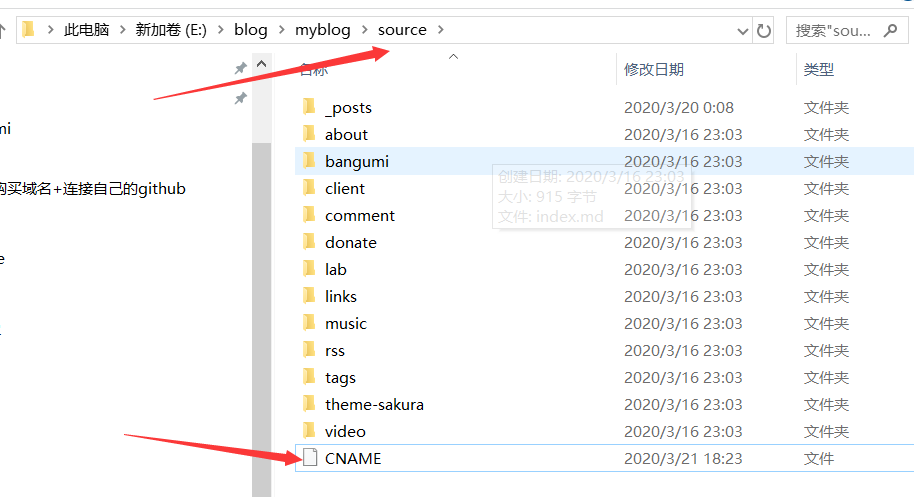 此电脑 新加卷 (E:) blog myblog source 搜索"sou...
名称 修改日期 类型
_posts 2020/3/20 0:08 文件夹
about 2020/3/16 23:03 文件夹
mi
bangumi 2020/3/16 23:03 文件夹
创建日期: 2020/3/16 23:03
购买域名+连接自己的github
client 2020/3/16 23:03 文件夹
大小: 915 字节
comment 2020/3/16 23:03 文件夹
文件: index.md
donate 2020/3/16 23:03 文件夹
e
lab 2020/3/16 23:03 文件夹
links 2020/3/16 23:03 文件夹
music 2020/3/16 23:03 文件夹
rss 2020/3/16 23:03 文件夹
tags 2020/3/16 23:03 文件夹
theme-sakura 2020/3/16 23:03 文件夹
video 2020/3/16 23:03 文件夹
CNAME 2020/3/21 18:23 文件